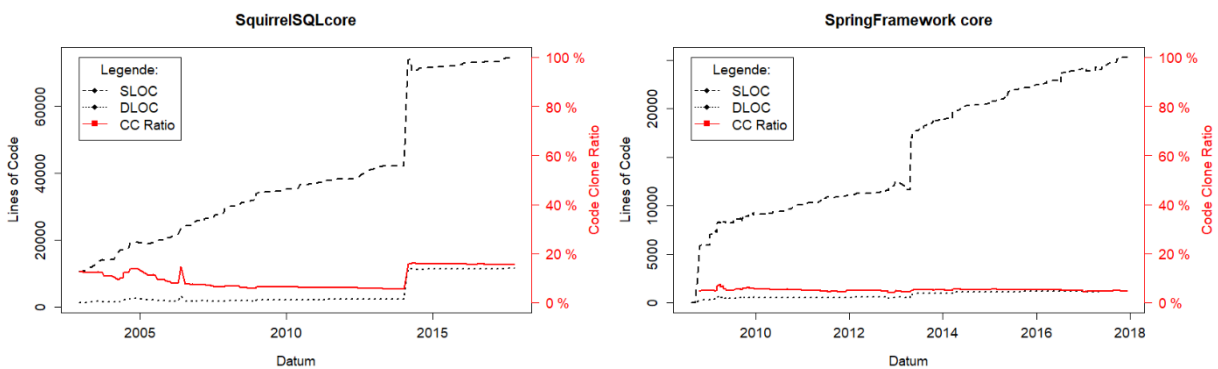 SquirrelSQLcore
Legende:
SLOC
DLOC
CC Ratio
Lines of Code
0
20000
40000
60000
2005
2010
2015
Datum
0 %
20 %
40 %
60 %
80 %
100 %
Code Clone Ratio
SpringFramework core
Legende:
SLOC
DLOC
CC Ratio
Lines of Code
0
5000
10000
20000
2010
2012
2014
2016
2018
Datum
0 %
20 %
40 %
60 %
80 %
100 %
Code Clone Ratio